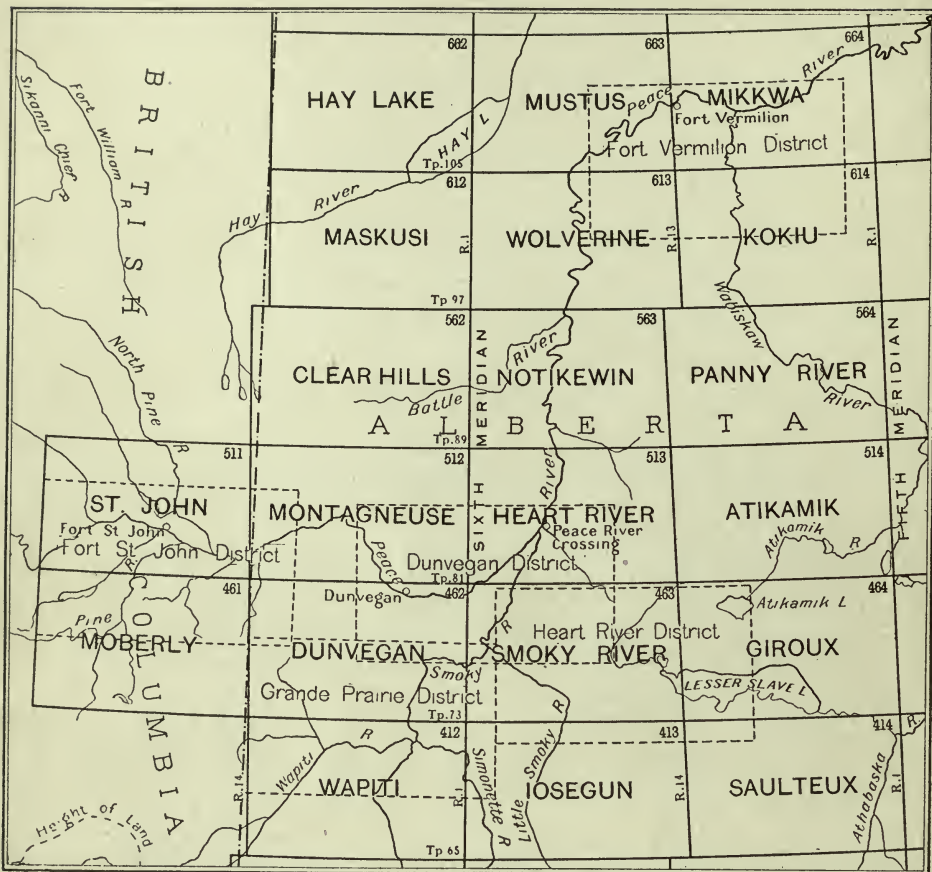 662
663
664
HAY LAKE
MUSTUS
MIKKWA
Peace
River
Fort Vermilion
Fort Vermilion District
HAY L
Tp.105
BRITISH
Sikanni Chief R
Fort William R
612
613
614
Hay River
MASKUSI
R.1
WOLVERINE
R.13
KOKIU
R.1
Tp 97
Wabiskaw
River
562
563
564
North Pine R
CLEAR HILLS
NOTIKEWIN
PANNY RIVER
Battle River
MERIDIAN
MERIDIAN
ALBERTA
Tp.89
511
512
513
514
ST. JOHN
MONTAGNEUSE
SIXTH
HEART RIVER
River
ATIKAMIK
FIFTH
Fort St John
Fort St. John District
R
Peace River
Crossing
Atikamik R
Peace
Dunvegan District
Tp.81
461
Dunvegan
462
463
464
COLUMBIA
Pine
R
Atikamik L
MOBERLY
DUNVEGAN
Heart River District
SMOKY RIVER
GIROUX
Smoky
LESSER SLAVE L
Grande Prairie District
Tp.73
412
413
414
R.
R.14
Wapiti
R
WAPITI
R.1
Simonette R
Little Smoky R
IOSEGUN
R.14
SAULTEUX
Athabaska
R.1
Height of Land
Tp 65